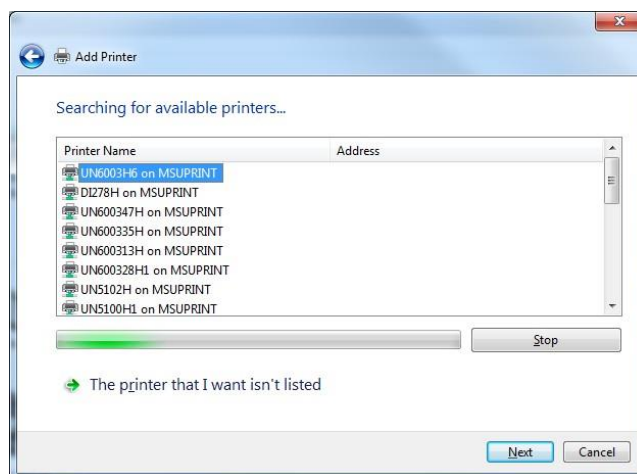 Add Printer
Searching for available printers...
Printer Name Address
UN6003H6 on MSUPRINT
DI278H on MSUPRINT
UN600347H on MSUPRINT
UN600335H on MSUPRINT
UN600313H on MSUPRINT
UN600328H1 on MSUPRINT
UN5102H on MSUPRINT
UN5100H1 on MSUPRINT
Stop
The printer that I want isn't listed
Next Cancel